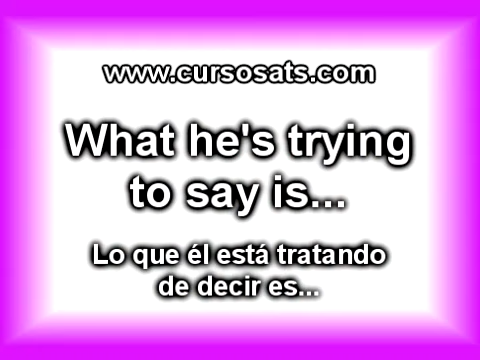 www.cursosats.com
What he's trying
to say is...
Lo que él está tratando
de decir es...